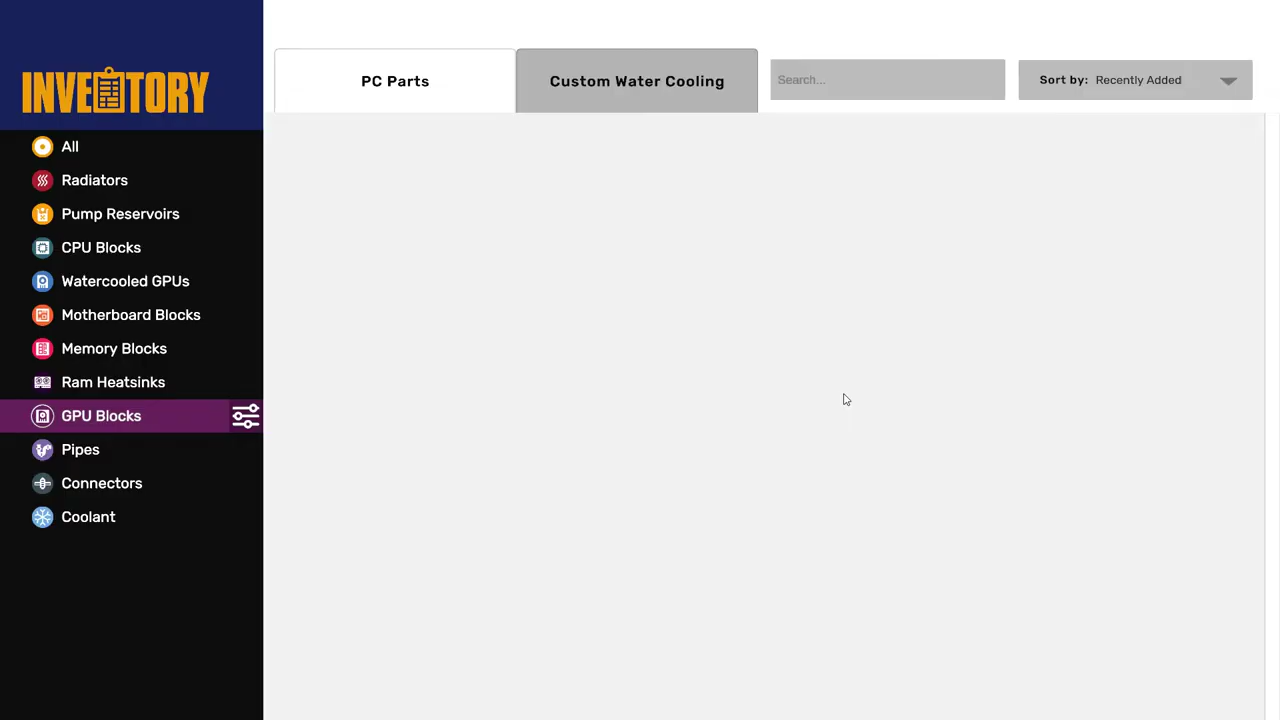 INVENTORY
PC Parts
Custom Water Cooling
Search...
Sort by: Recently Added
All
Radiators
Pump Reservoirs
CPU Blocks
Watercooled GPUs
Motherboard Blocks
Memory Blocks
Ram Heatsinks
GPU Blocks
Pipes
Connectors
Coolant